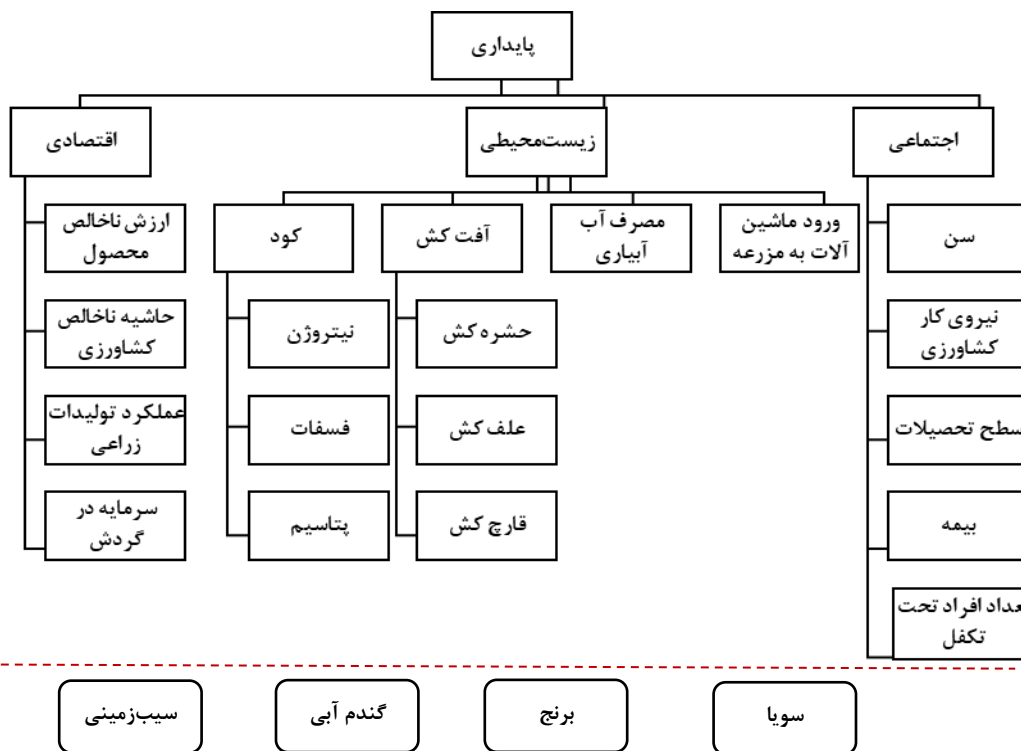 پایداری
اجتماعی
زیست‌محیطی
اقتصادی
سن
نیروی کار
کشاورزی
سطح تحصیلات
بیمه
عداد افراد تحت
تکفل
ورود ماشین
آلات به مزرعه
مصرف آب
آبیاری
آفت کش
حشره کش
علف کش
قارچ کش
کود
نیتروژن
فسفات
پتاسیم
ارزش ناخالص
محصول
حاشیه ناخالص
کشاورزی
عملکرد تولیدات
زراعی
سرمایه در
گردش
سویا
برنج
گندم آبی
سیب‌زمینی